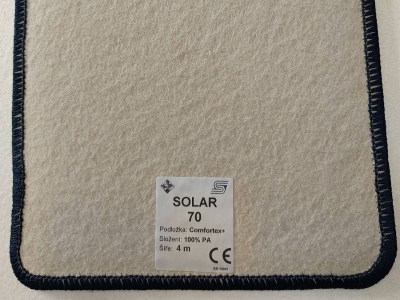 SOLAR
70
Podložka: Comfortex+
Složení: 100% PA
Šíře: 4 m
CE